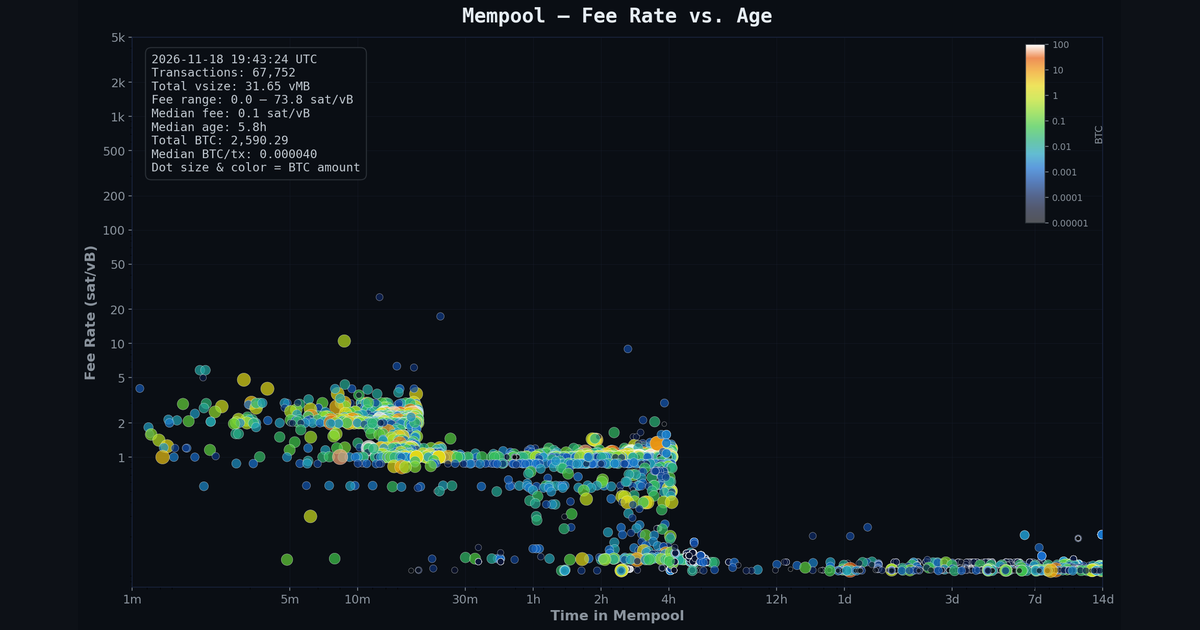 Mempool — Fee Rate vs. Age
2026-11-18 19:43:24 UTC
Transactions: 67,752
Total vsize: 31.65 vMB
Fee range: 0.0 — 73.8 sat/vB
Median fee: 0.1 sat/vB
Median age: 5.8h
Total BTC: 2,590.29
Median BTC/tx: 0.000040
Dot size & color = BTC amount
100
10
1
0.1
0.01
0.001
0.0001
0.00001
BTC
5k
2k
1k
500
200
100
50
20
10
5
2
1
Fee Rate (sat/vB)
1m 5m 10m 30m 1h 2h 4h 12h 1d 3d 7d 14d
Time in Mempool